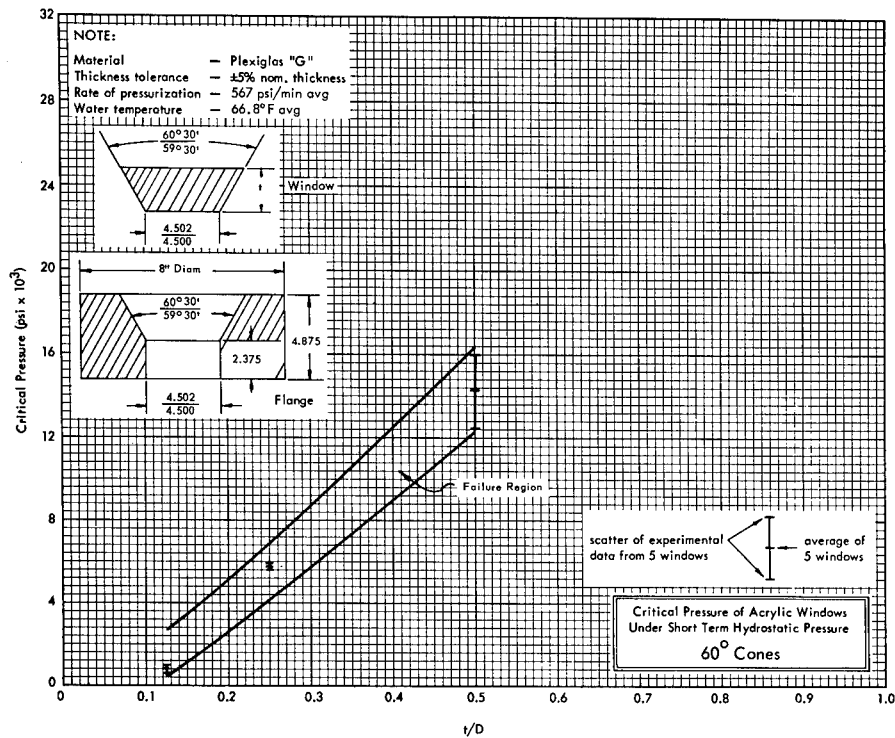 32
28
24
20
16
12
8
4
0
Critical Pressure (psi x 10³)
NOTE:
Material — Plexiglas "G"
Thickness tolerance — ±5% nom. thickness
Rate of pressurization — 567 psi/min avg
Water temperature — 66.8°F avg
60° 30'
59° 30'
t
Window
4.502
4.500
8" Diam
60° 30'
59° 30'
4.875
2.375
4.502
4.500
Flange
Failure Region
scatter of experimental
data from 5 windows
average of
5 windows
Critical Pressure of Acrylic Windows
Under Short Term Hydrostatic Pressure
60° Cones
0 0.1 0.2 0.3 0.4 0.5 0.6 0.7 0.8 0.9 1.0
t/D